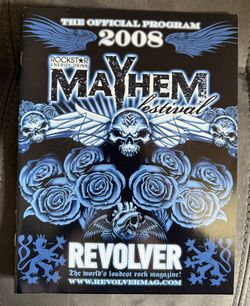 THE OFFICIAL PROGRAM
2008
ROCKSTAR
ENERGY DRINK
MAYHEM
festival
REVOLVER
The world's loudest rock magazine!
WWW.REVOLVERMAG.COM